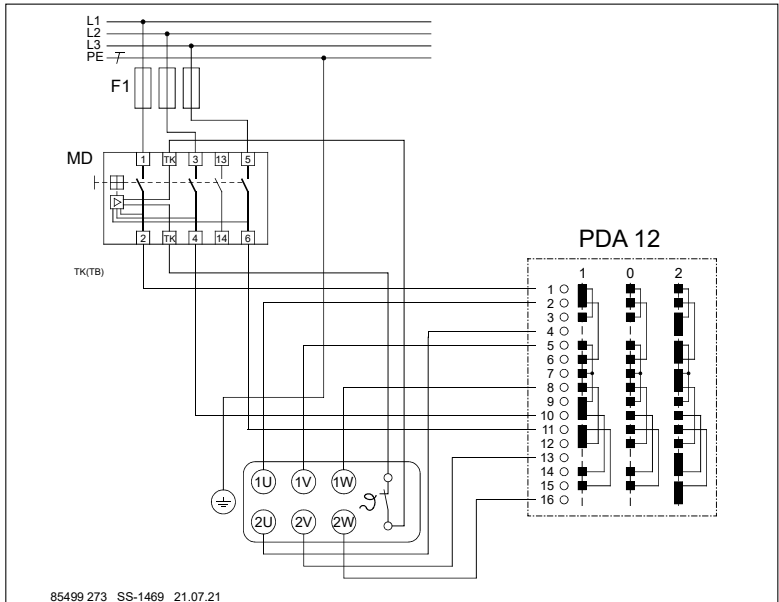 L1
L2
L3
PE
F1
MD
1 TK 3 13 5
2 TK 4 14 6
TK(TB)
PDA 12
1 0 2
1
2
3
4
5
6
7
8
9
10
11
12
13
14
15
16
1U 1V 1W
2U 2V 2W
85499 273 SS-1469 21.07.21